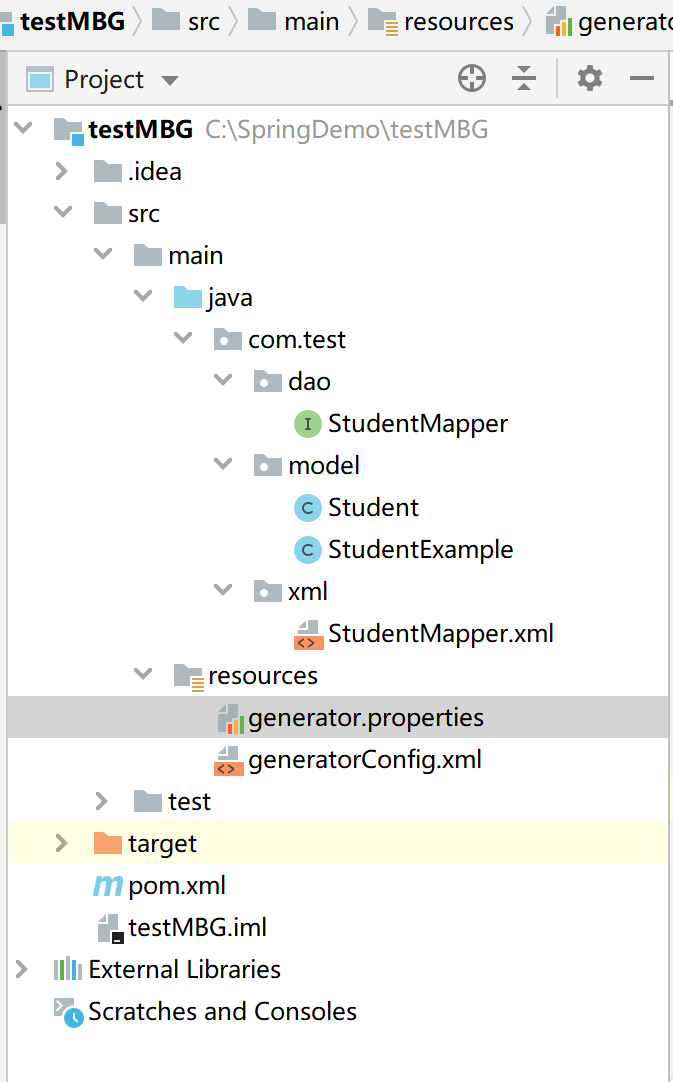 testMBG src main resources
Project
testMBG C:\SpringDemo\testMBG
.idea
src
main
java
com.test
dao
I StudentMapper
model
C Student
C StudentExample
xml
<> StudentMapper.xml
resources
generator.properties
<> generatorConfig.xml
test
target
m pom.xml
testMBG.iml
External Libraries
Scratches and Consoles